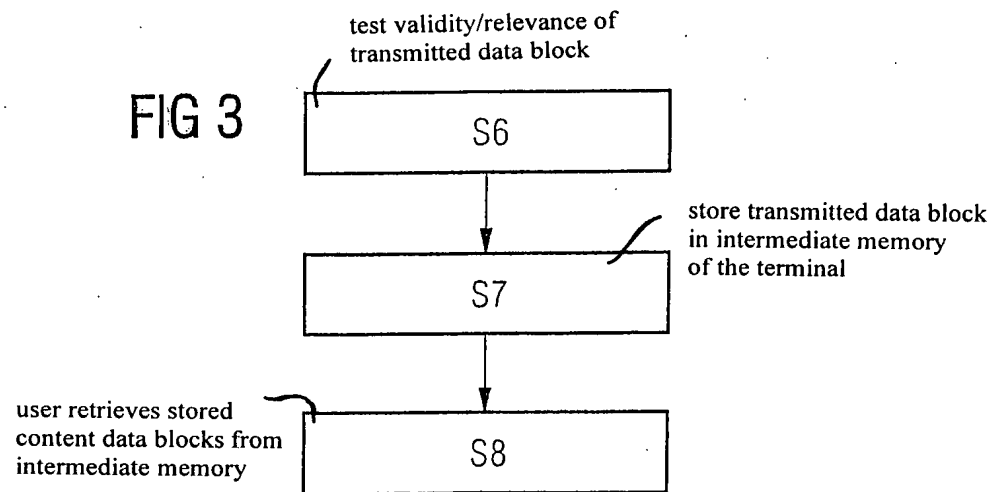 test validity/relevance of
transmitted data block
FIG 3
S6
store transmitted data block
in intermediate memory
of the terminal
S7
user retrieves stored
content data blocks from
intermediate memory
S8